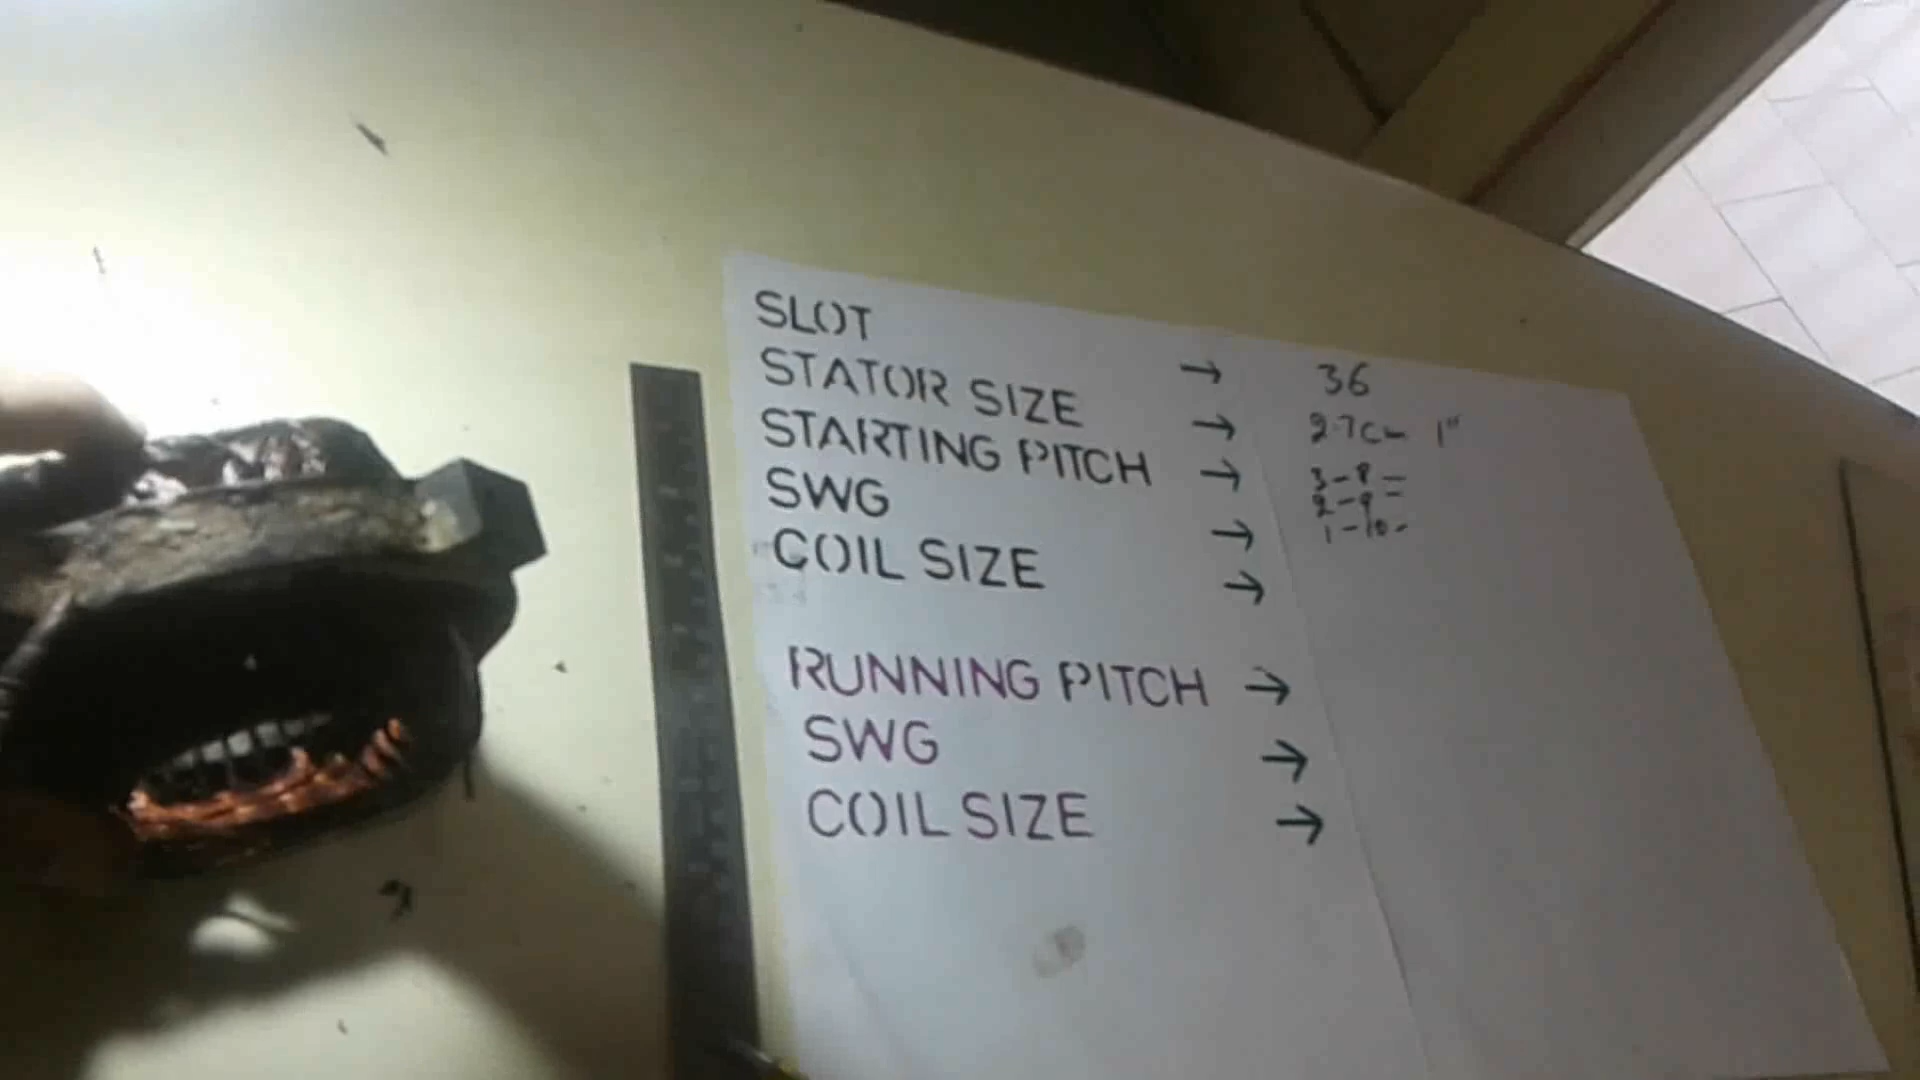 SLOT → 36
STATOR SIZE → 2.7cm 1"
STARTING PITCH → 3-8=
2-9=
1-10-
SWG →
COIL SIZE →
RUNNING PITCH →
SWG →
COIL SIZE →